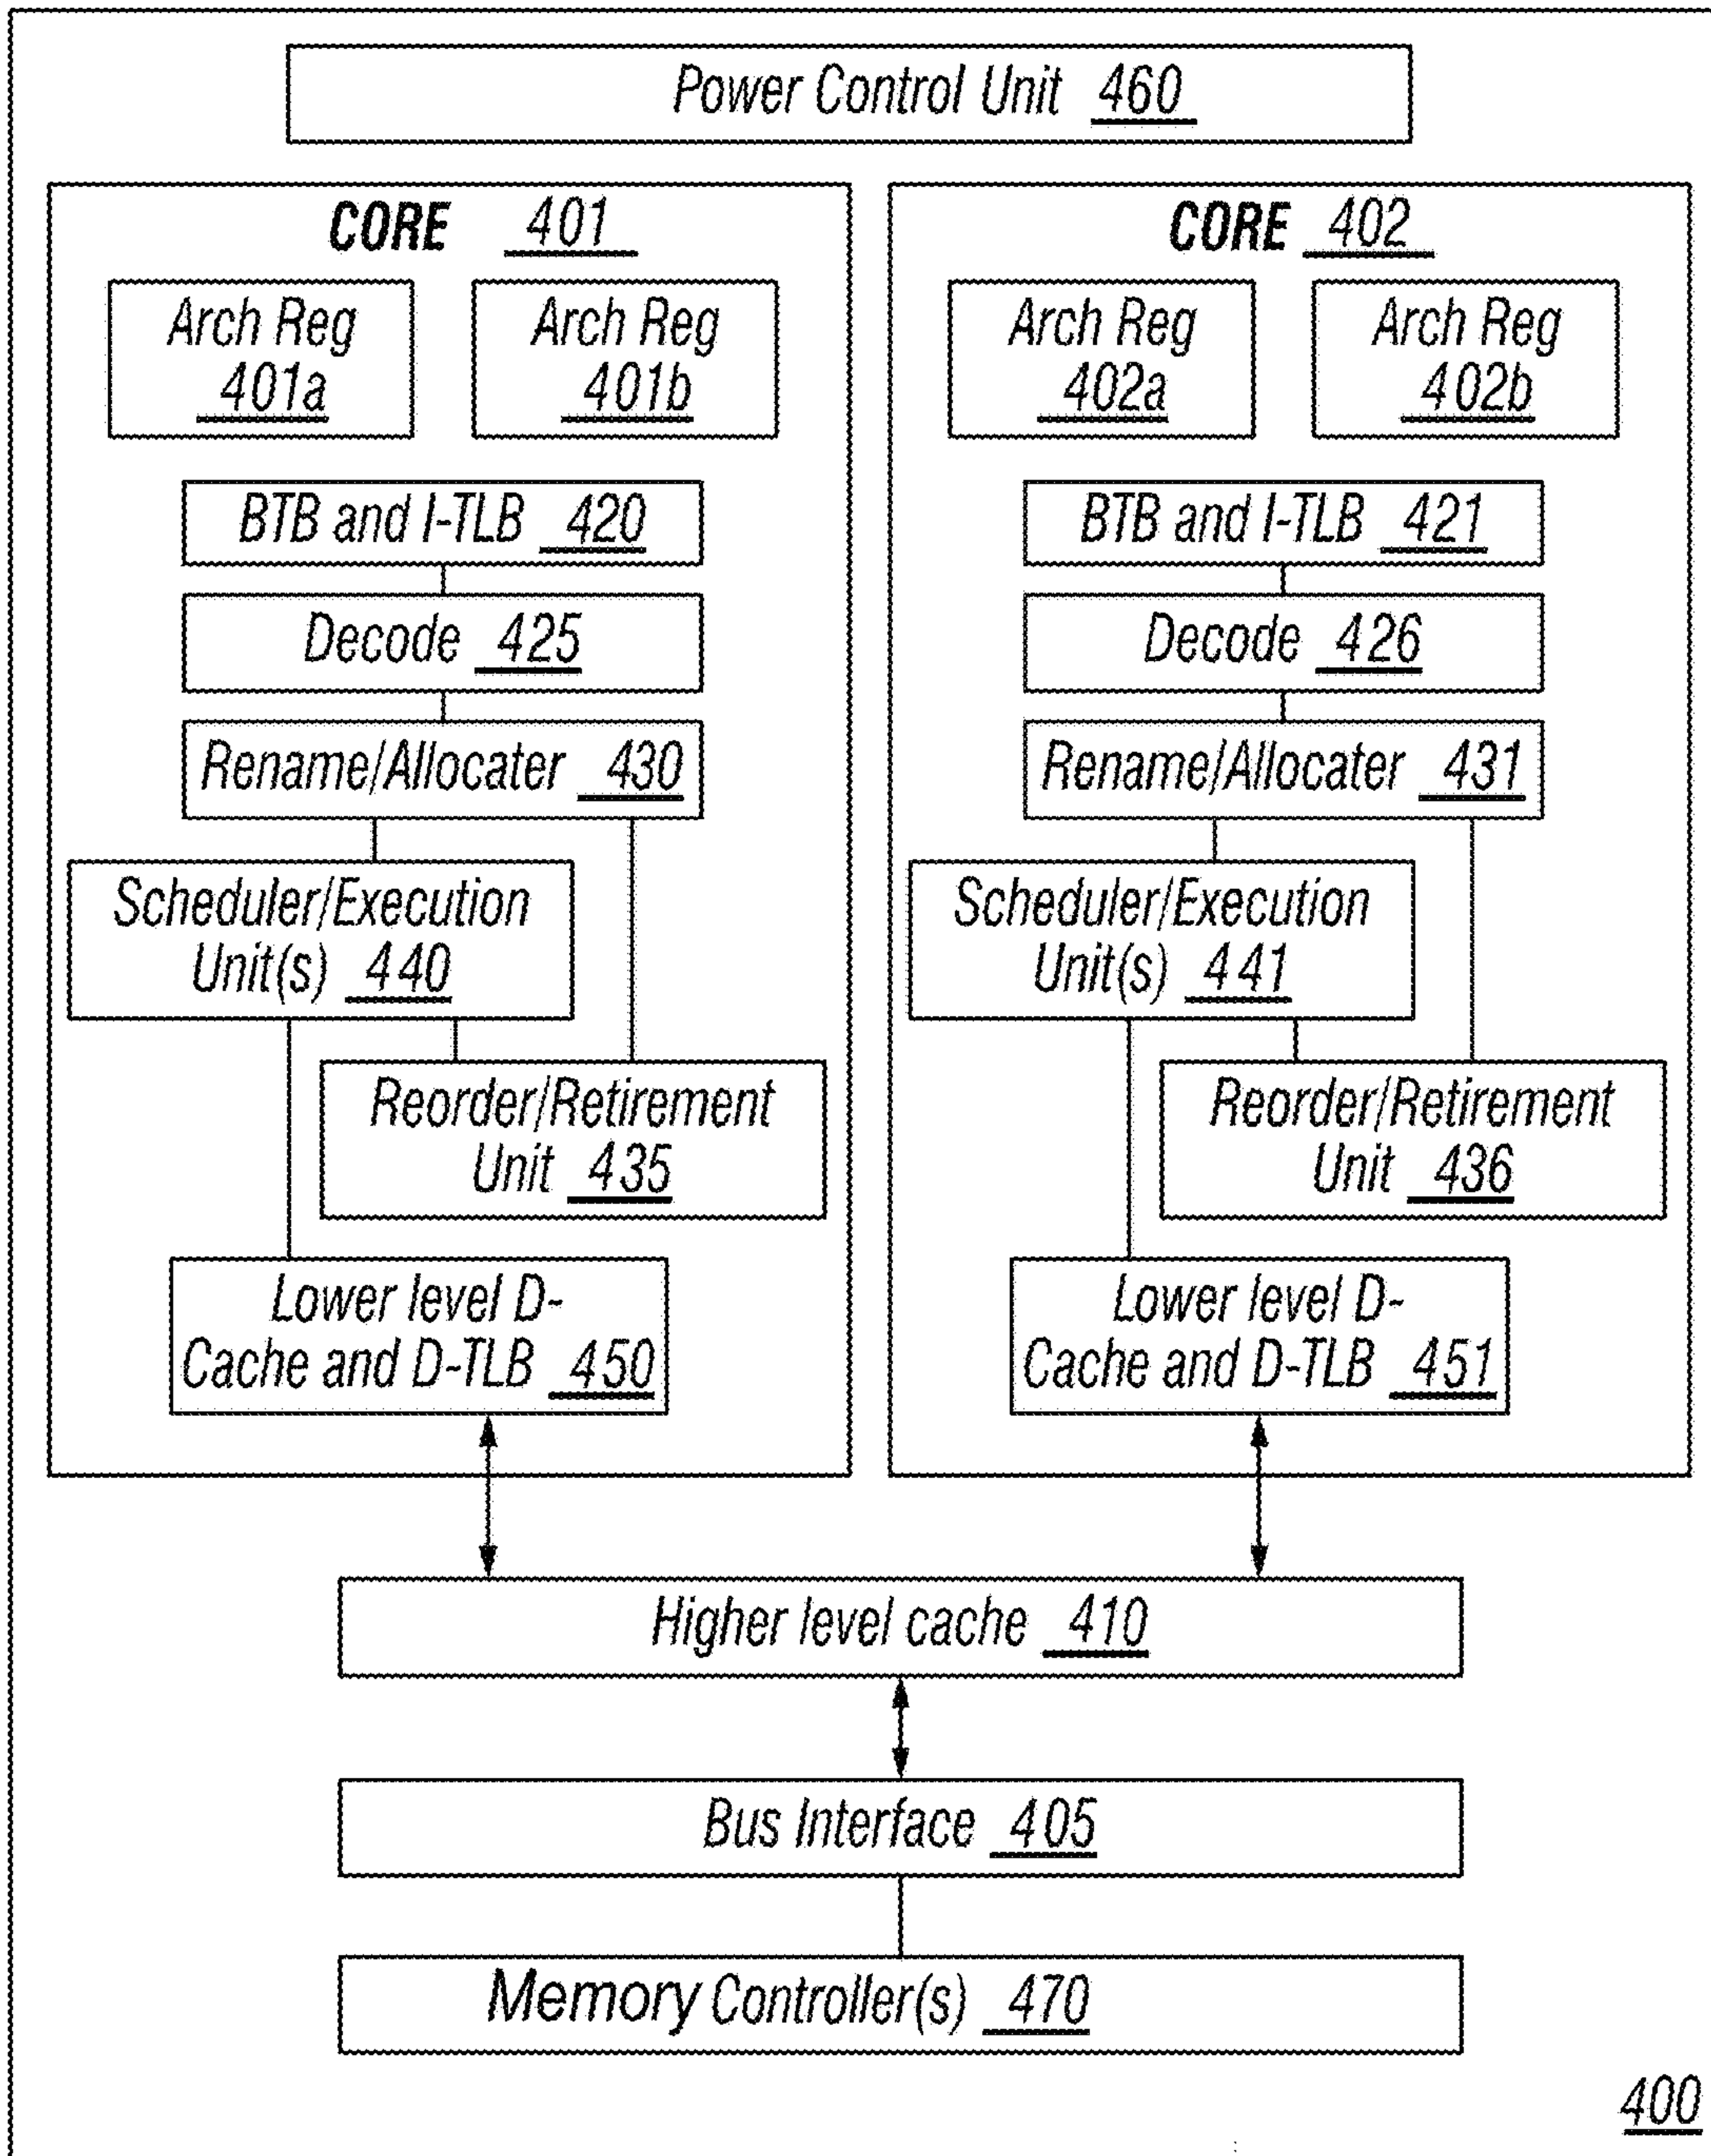 Power Control Unit 460
CORE 401
Arch Reg
401a
Arch Reg
401b
BTB and I-TLB 420
Decode 425
Rename/Allocater 430
Scheduler/Execution
Unit(s) 440
Reorder/Retirement
Unit 435
Lower level D-
Cache and D-TLB 450
CORE 402
Arch Reg
402a
Arch Reg
402b
BTB and I-TLB 421
Decode 426
Rename/Allocater 431
Scheduler/Execution
Unit(s) 441
Reorder/Retirement
Unit 436
Lower level D-
Cache and D-TLB 451
Higher level cache 410
Bus Interface 405
Memory Controller(s) 470
400